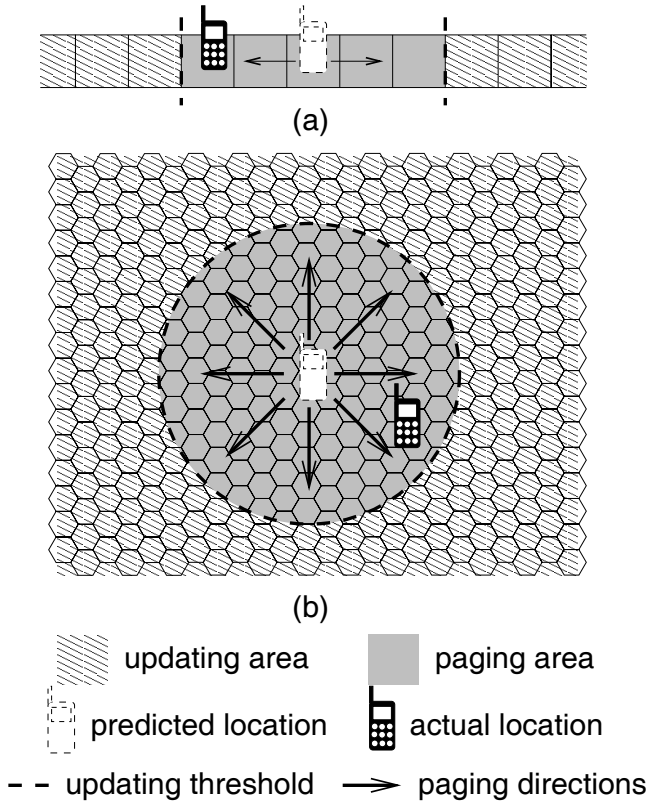 (a)
(b)
updating area paging area
predicted location actual location
updating threshold paging directions